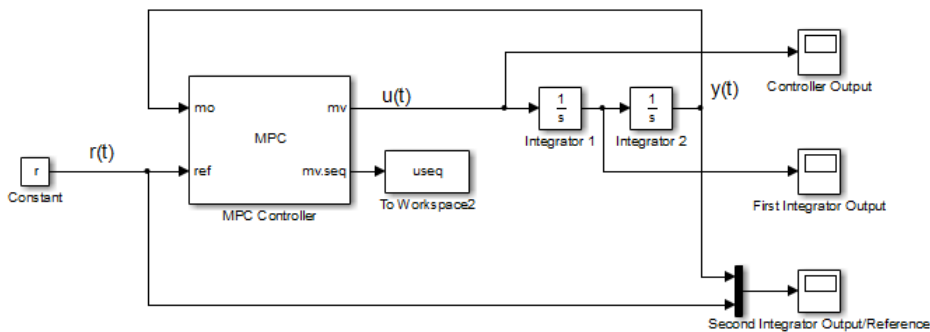 mo
MPC
mv
ref
mv.seq
MPC Controller
u(t)
r(t)
r
Constant
useq
To Workspace2
1
s
Integrator 1
1
s
Integrator 2
y(t)
Controller Output
First Integrator Output
Second Integrator Output/Reference